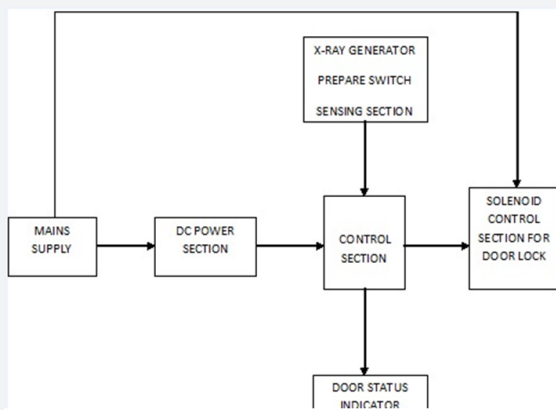 X-RAY GENERATOR
PREPARE SWITCH
SENSING SECTION
MAINS
SUPPLY
DC POWER
SECTION
CONTROL
SECTION
SOLENOID
CONTROL
SECTION FOR
DOOR LOCK
DOOR STATUS
INDICATOR